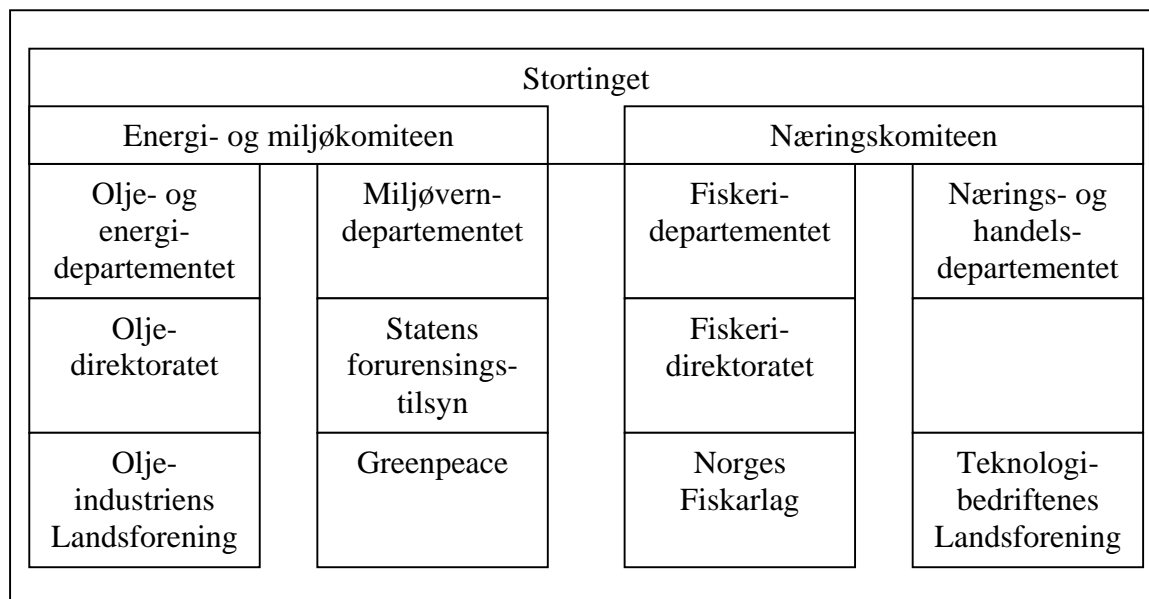 Stortinget
Energi- og miljøkomiteen
Næringskomiteen
Olje- og
energi-
departementet
Miljøvern-
departementet
Fiskeri-
departementet
Nærings- og
handels-
departementet
Olje-
direktoratet
Statens
forurensings-
tilsyn
Fiskeri-
direktoratet
Olje-
industriens
Landsforening
Greenpeace
Norges
Fiskarlag
Teknologi-
bedriftenes
Landsforening